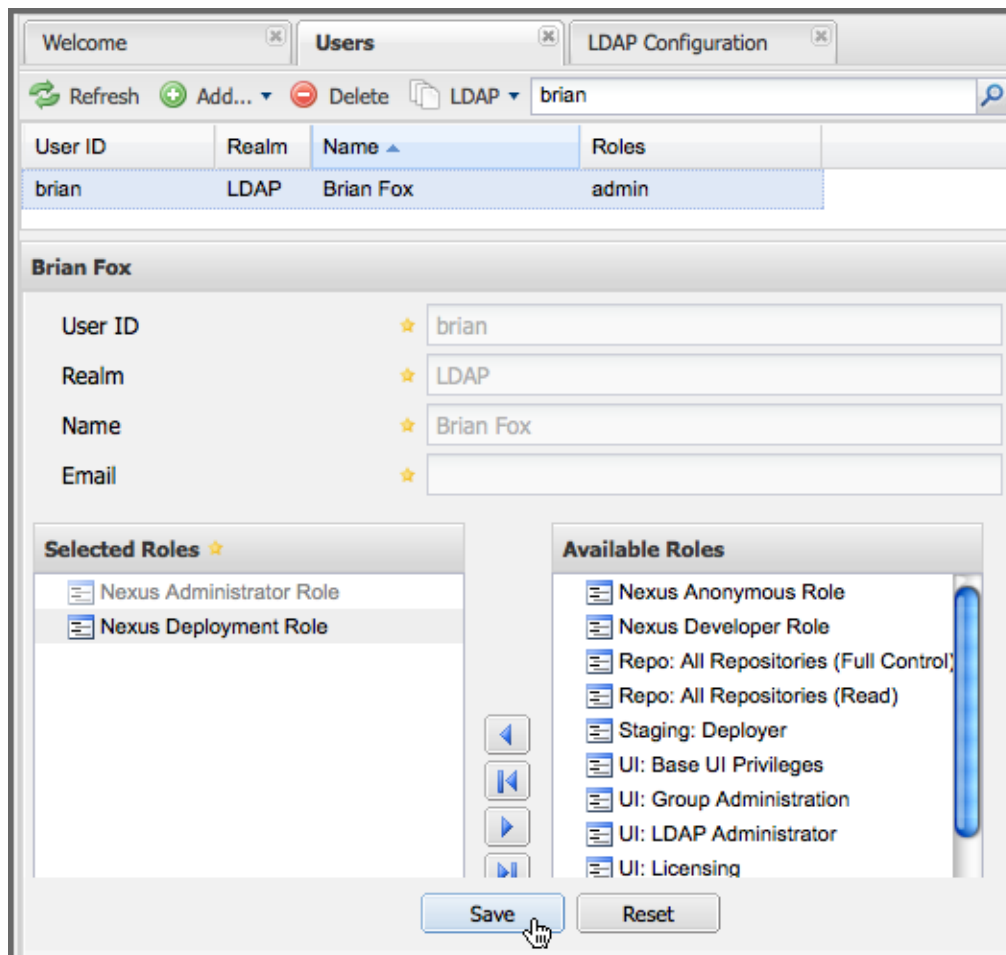 Welcome Users LDAP Configuration
Refresh Add... Delete LDAP brian
User ID Realm Name Roles
brian LDAP Brian Fox admin
Brian Fox
User ID brian
Realm LDAP
Name Brian Fox
Email
Selected Roles
Nexus Administrator Role
Nexus Deployment Role
Available Roles
Nexus Anonymous Role
Nexus Developer Role
Repo: All Repositories (Full Control)
Repo: All Repositories (Read)
Staging: Deployer
UI: Base UI Privileges
UI: Group Administration
UI: LDAP Administrator
UI: Licensing
Save Reset